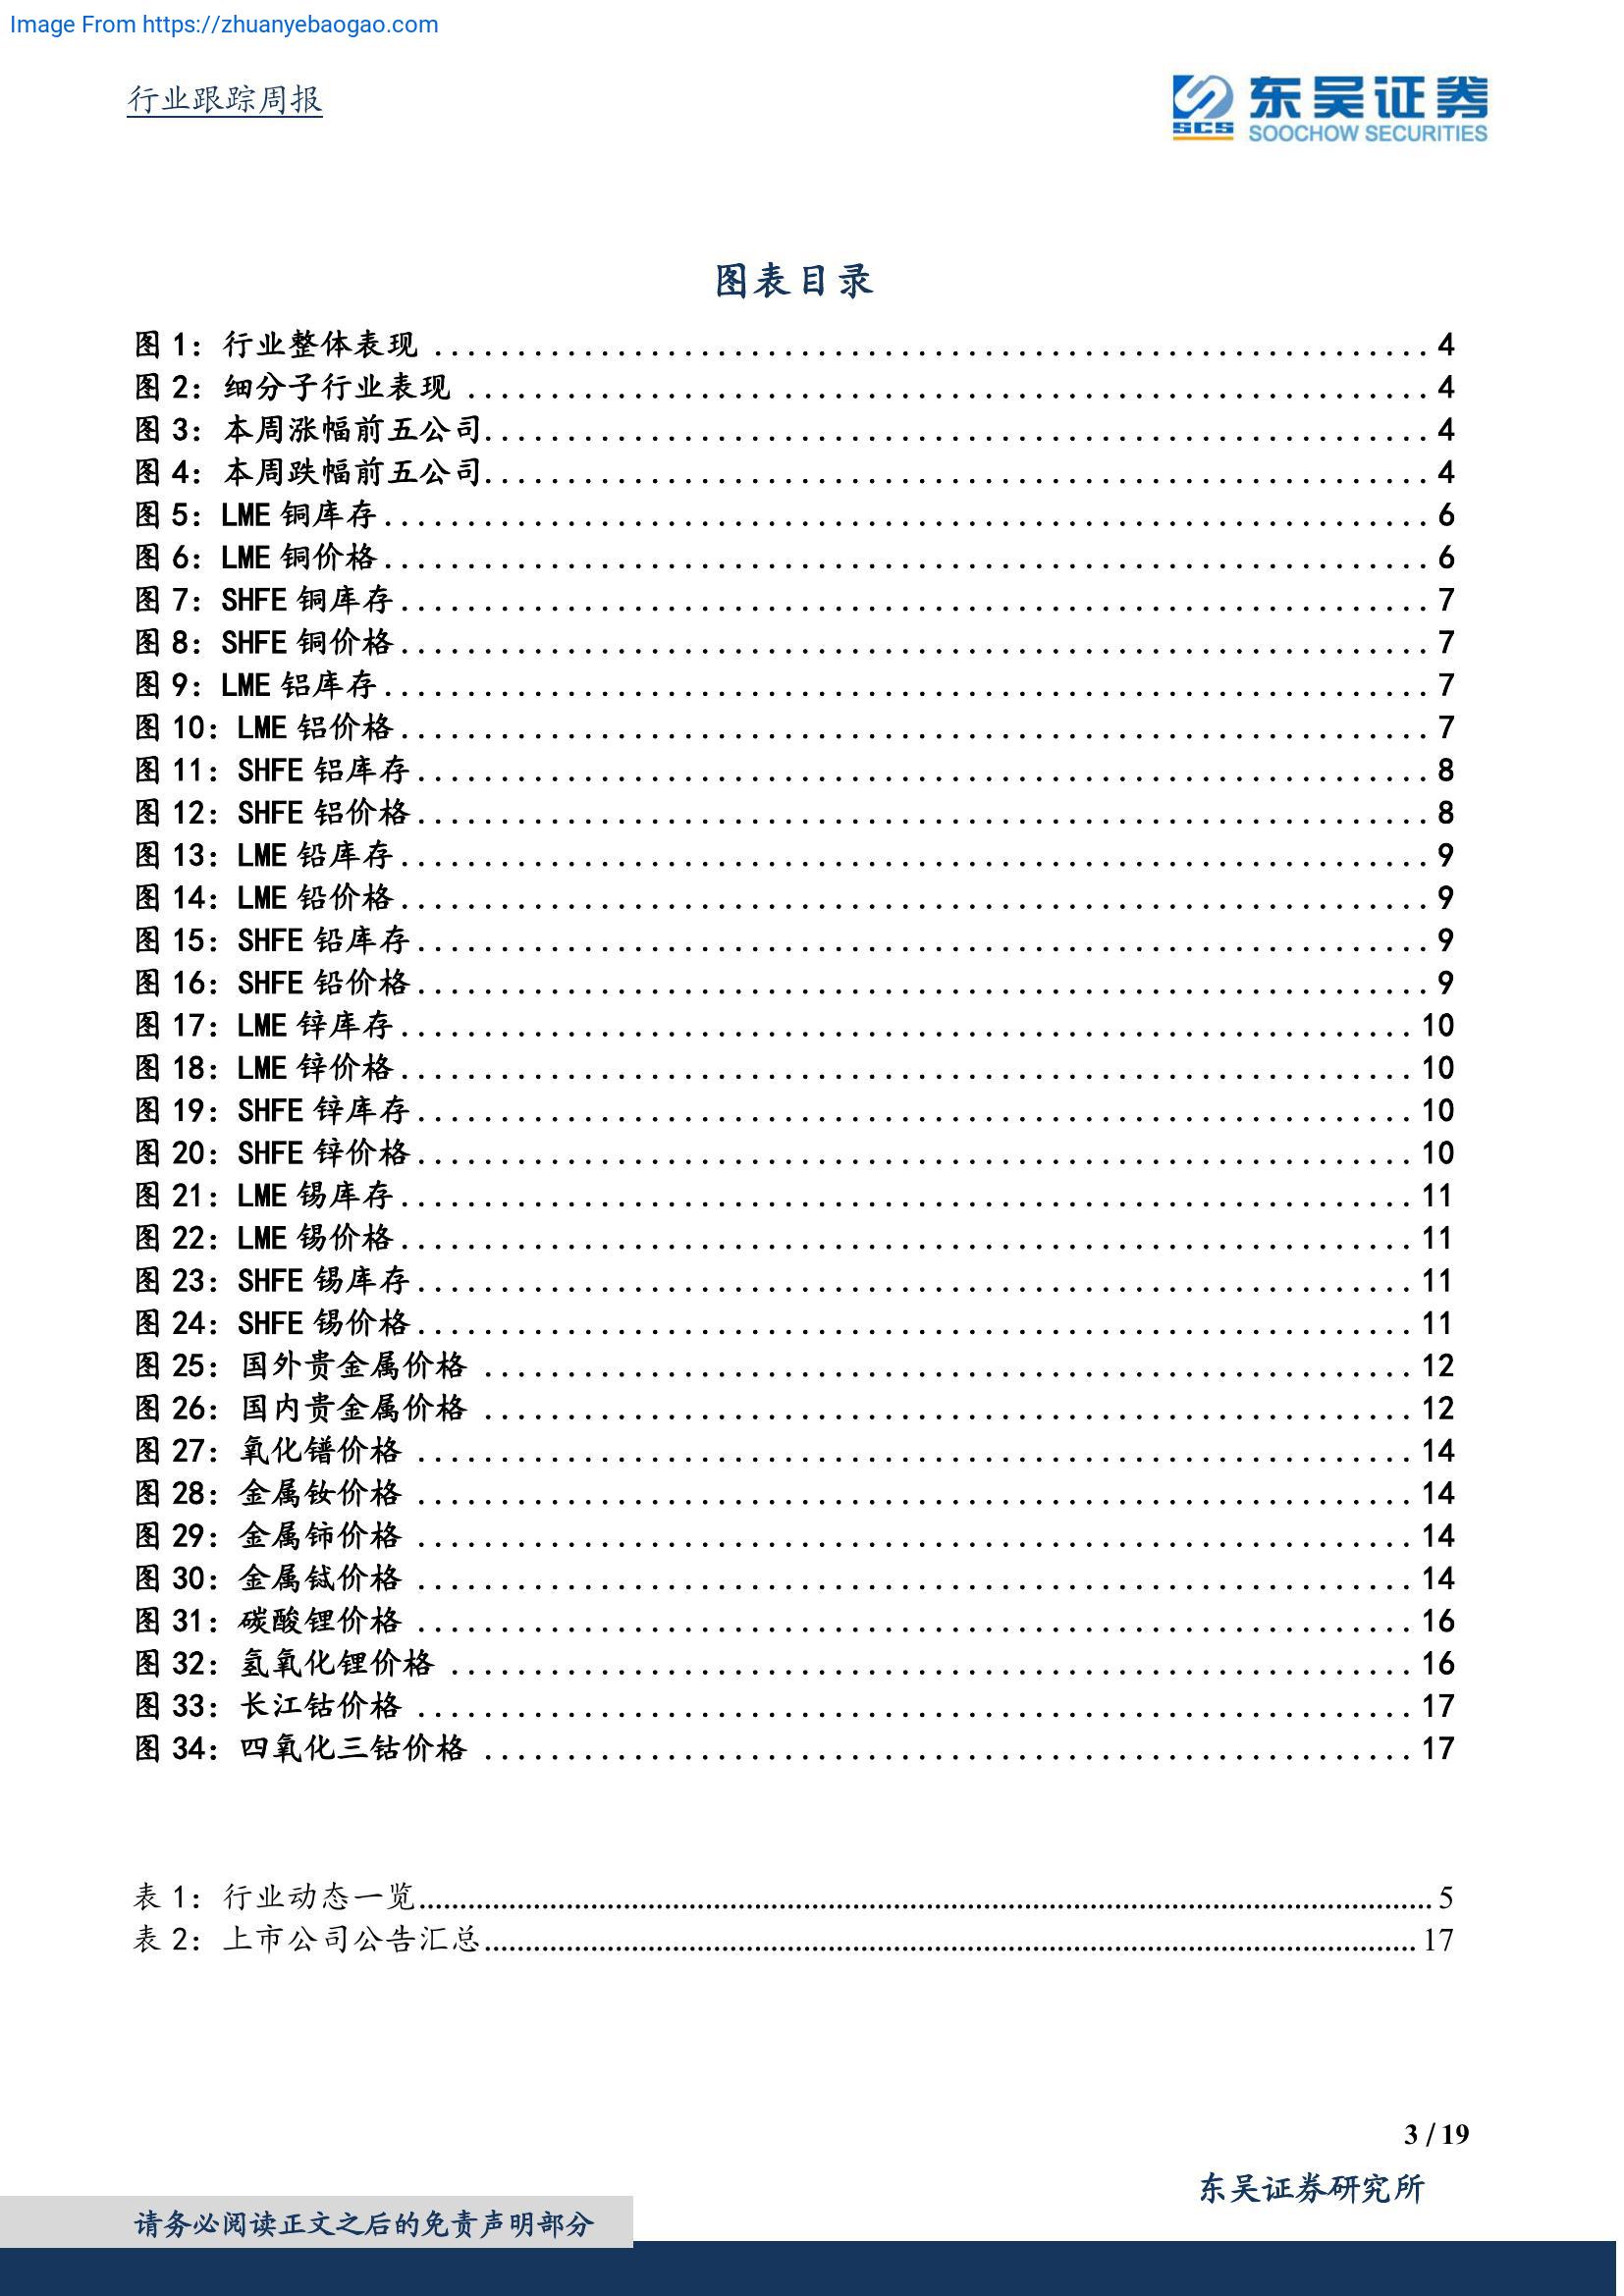 Image From https://zhuanyebaogao.com
行业跟踪周报
东吴证券
SCS
SOOCHOW SECURITIES
图表目录
图 1：行业整体表现 ........................................ 4
图 2：细分子行业表现 ........................................ 4
图 3：本周涨幅前五公司........................................ 4
图 4：本周跌幅前五公司........................................ 4
图 5：LME 铜库存........................................ 6
图 6：LME 铜价格........................................ 6
图 7：SHFE 铜库存........................................ 7
图 8：SHFE 铜价格........................................ 7
图 9：LME 铝库存........................................ 7
图 10：LME 铝价格........................................ 7
图 11：SHFE 铝库存........................................ 8
图 12：SHFE 铝价格........................................ 8
图 13：LME 铅库存........................................ 9
图 14：LME 铅价格........................................ 9
图 15：SHFE 铅库存........................................ 9
图 16：SHFE 铅价格........................................ 9
图 17：LME 锌库存........................................ 10
图 18：LME 锌价格........................................ 10
图 19：SHFE 锌库存........................................ 10
图 20：SHFE 锌价格........................................ 10
图 21：LME 锡库存........................................ 11
图 22：LME 锡价格........................................ 11
图 23：SHFE 锡库存........................................ 11
图 24：SHFE 锡价格........................................ 11
图 25：国外贵金属价格 ........................................ 12
图 26：国内贵金属价格 ........................................ 12
图 27：氧化镨价格 ........................................ 14
图 28：金属钕价格 ........................................ 14
图 29：金属铈价格 ........................................ 14
图 30：金属铽价格 ........................................ 14
图 31：碳酸锂价格 ........................................ 16
图 32：氢氧化锂价格 ........................................ 16
图 33：长江钴价格 ........................................ 17
图 34：四氧化三钴价格 ........................................ 17
表 1：行业动态一览........................................ 5
表 2：上市公司公告汇总........................................ 17
3 / 19
东吴证券研究所
请务必阅读正文之后的免责声明部分